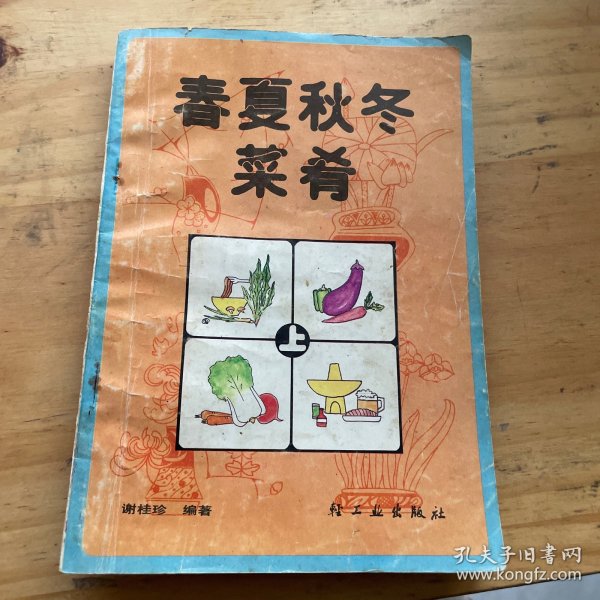 春夏秋冬
菜肴
上
谢桂珍 编著
轻工业出版社
孔夫子旧书网
www.kongfz.com